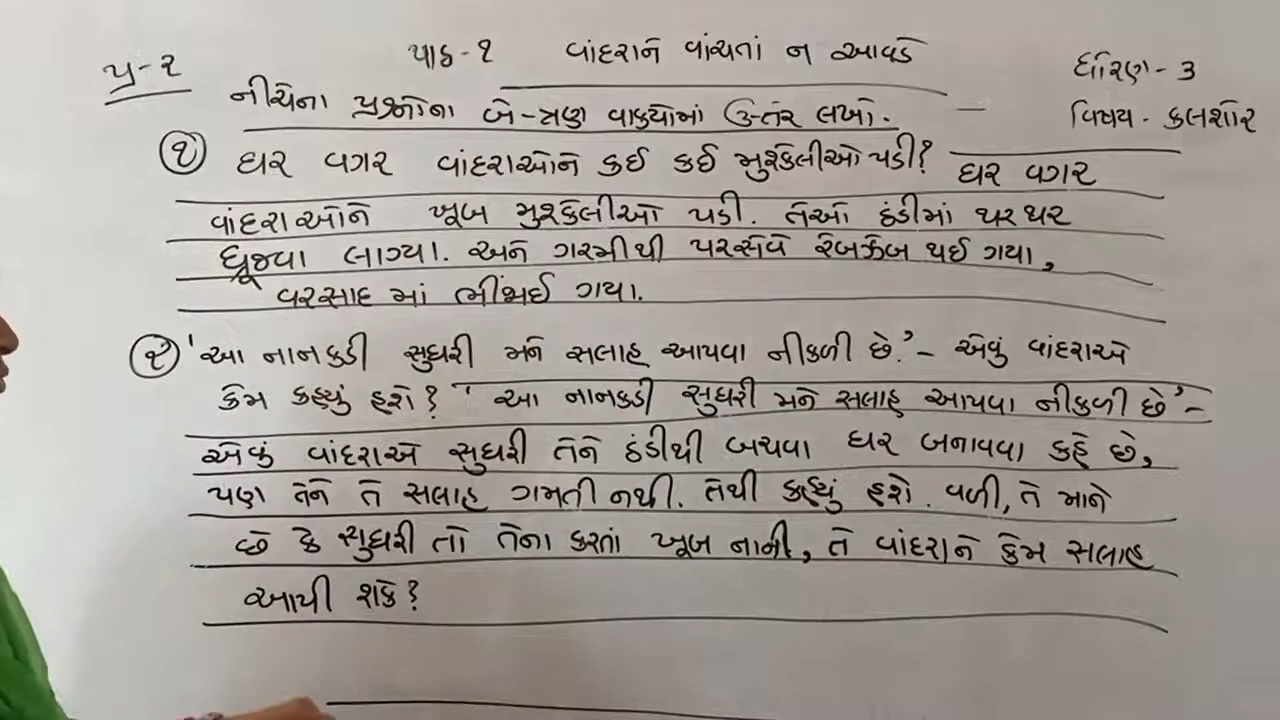 પાઠ-૧ વાંદરાને વાંચતાં ન આવડે
ધોરણ - 3
પ્ર-૨
નીચેના પ્રશ્નોના બે-ત્રણ વાક્યોમાં ઉત્તર લખો.
વિષય - કલશોર
૧ ઘર વગર વાંદરાઓને કઈ કઈ મુશ્કેલીઓ પડી? ઘર વગર
વાંદરાઓને ખૂબ મુશ્કેલીઓ પડી. તેઓ ઠંડીમાં થરથર
ધ્રૂજવા લાગ્યા. અને ગરમીથી પરસેવે રેબઝેબ થઈ ગયા,
વરસાદ માં ભીંજાઈ ગયા.
૨ 'આ નાનકડી સુઘરી મને સલાહ આપવા નીકળી છે.' - એવું વાંદરાએ
કેમ કહ્યું હશે? 'આ નાનકડી સુઘરી મને સલાહ આપવા નીકળી છે' -
એવું વાંદરાએ સુઘરી તેને ઠંડીથી બચવા ઘર બનાવવા કહે છે,
પણ તેને તે સલાહ ગમતી નથી. તેથી કહ્યું હશે. વળી, તે માને
છે કે સુઘરી તો તેના કરતાં ખૂબ નાની, તે વાંદરાને કેમ સલાહ
આપી શકે?